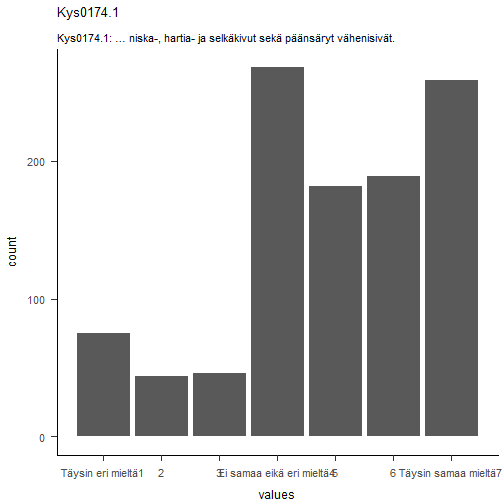 Kys0174.1
Kys0174.1: … niska-, hartia- ja selkäkivut sekä päänsäryt vähenisivät.
count
200
100
0
Täysin eri mieltä1 2 3 Ei samaa eikä eri mieltä4 5 6 Täysin samaa mieltä7
values